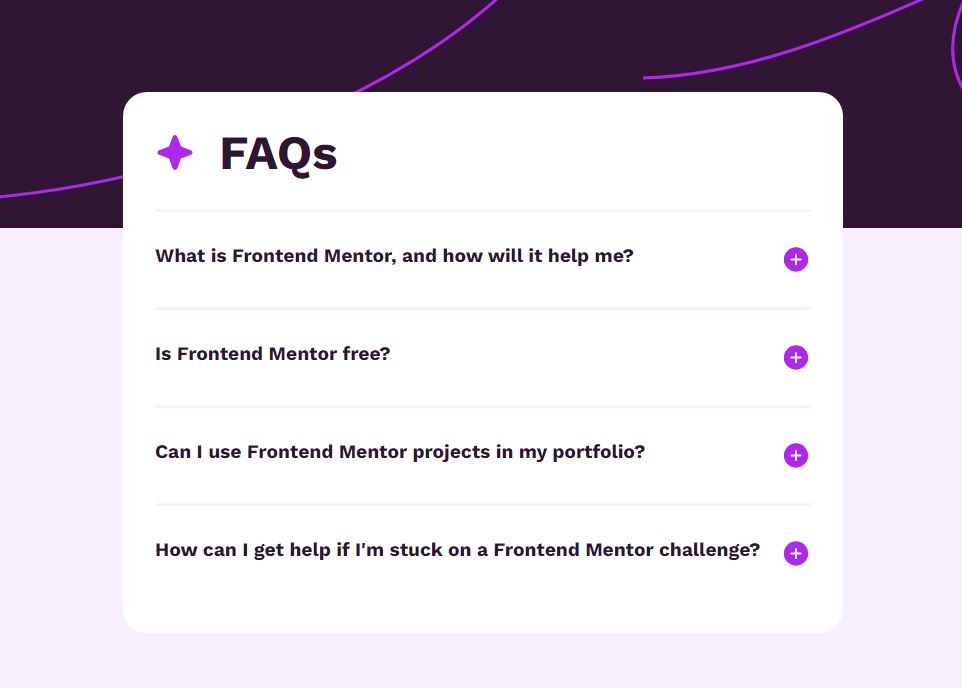 FAQs
What is Frontend Mentor, and how will it help me?
Is Frontend Mentor free?
Can I use Frontend Mentor projects in my portfolio?
How can I get help if I'm stuck on a Frontend Mentor challenge?